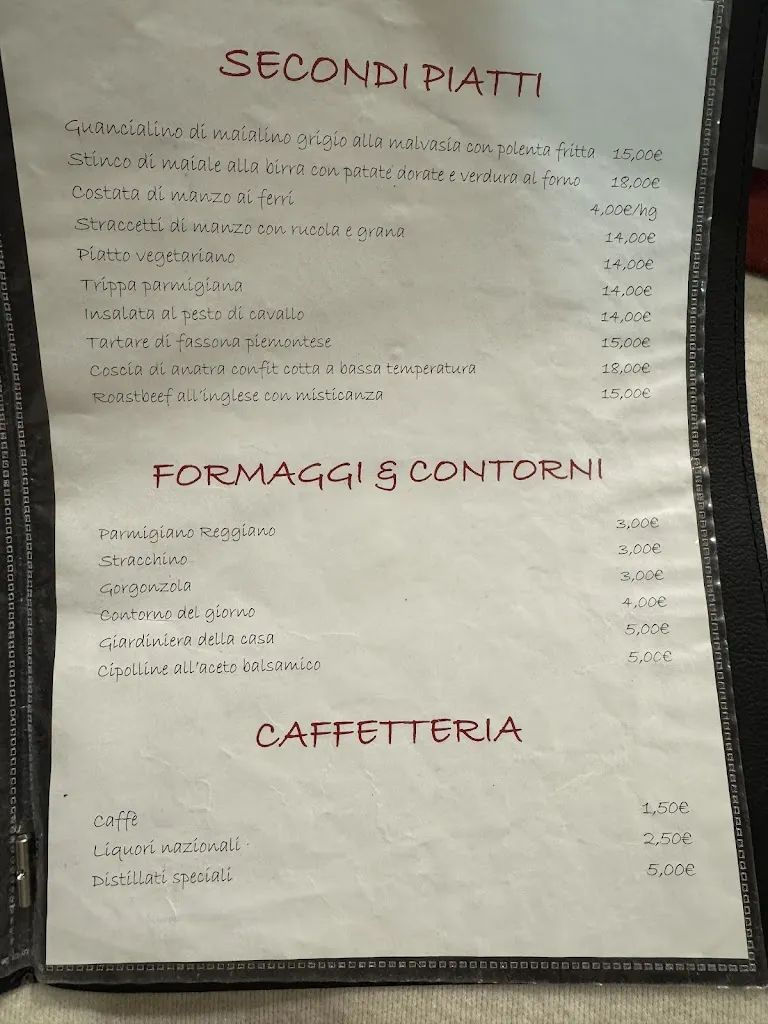 SECONDI PIATTI
Guancialino di maialino grigio alla malvasia con polenta fritta 15,00€
Stinco di maiale alla birra con patate dorate e verdura al forno 18,00€
Costata di manzo ai ferri 4,00€/hg
Straccetti di manzo con rucola e grana 14,00€
Piatto vegetariano 14,00€
Trippa parmigiana 14,00€
Insalata al pesto di cavallo 14,00€
Tartare di fassona piemontese 15,00€
Coscia di anatra confit cotta a bassa temperatura 18,00€
Roastbeef all'inglese con misticanza 15,00€
FORMAGGI & CONTORNI
Parmigiano Reggiano 3,00€
Stracchino 3,00€
Gorgonzola 3,00€
Contorno del giorno 4,00€
Giardiniera della casa 5,00€
Cipolline all'aceto balsamico 5,00€
CAFFETTERIA
Caffè 1,50€
Liquori nazionali 2,50€
Distillati speciali 5,00€